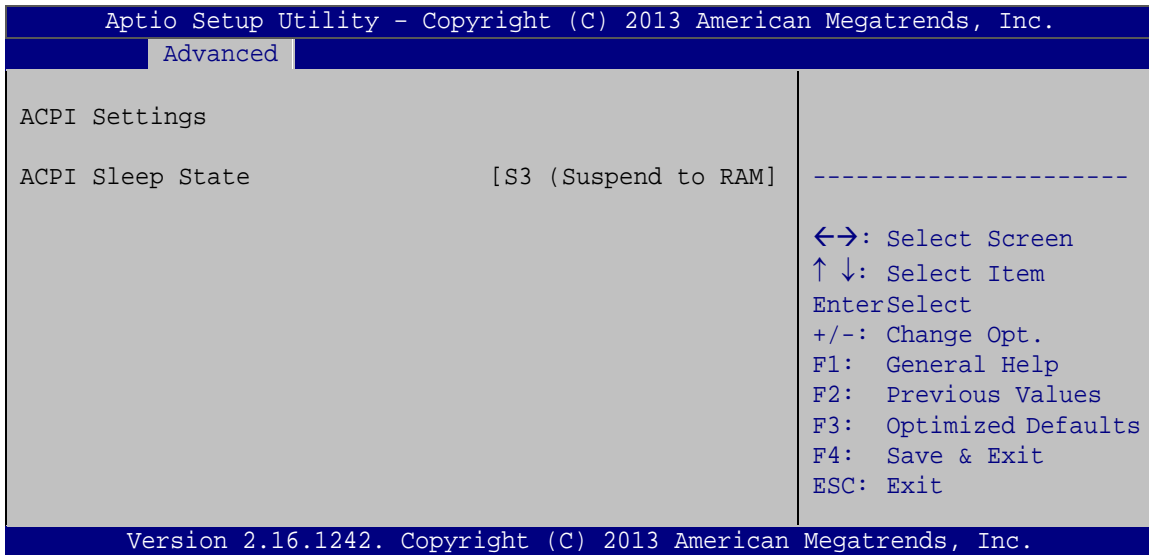 Aptio Setup Utility – Copyright (C) 2013 American Megatrends, Inc.
Advanced
ACPI Settings
ACPI Sleep State [S3 (Suspend to RAM]
----------------------
←→: Select Screen
↑ ↓: Select Item
EnterSelect
+/-: Change Opt.
F1: General Help
F2: Previous Values
F3: Optimized Defaults
F4: Save & Exit
ESC: Exit
Version 2.16.1242. Copyright (C) 2013 American Megatrends, Inc.